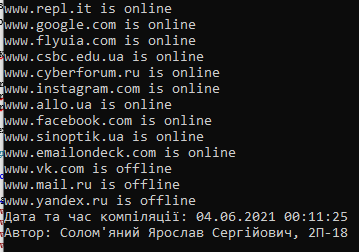 www.repl.it is online
www.google.com is online
www.flyuia.com is online
www.csbc.edu.ua is online
www.cyberforum.ru is online
www.instagram.com is online
www.allo.ua is online
www.facebook.com is online
www.sinoptik.ua is online
www.emailondeck.com is online
www.vk.com is offline
www.mail.ru is offline
www.yandex.ru is offline
Дата та час компіляції: 04.06.2021 00:11:25
Автор: Солом'яний Ярослав Сергійович, 2П-18